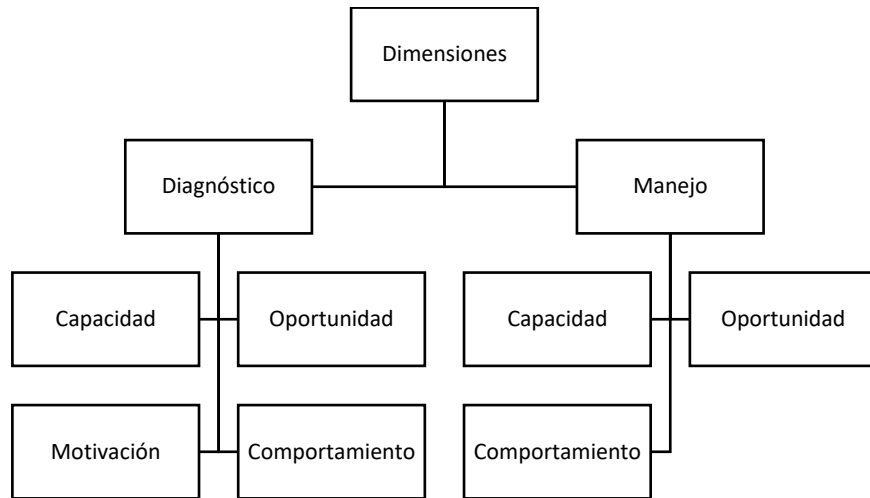 Dimensiones
Diagnóstico
Manejo
Capacidad
Oportunidad
Capacidad
Oportunidad
Motivación
Comportamiento
Comportamiento